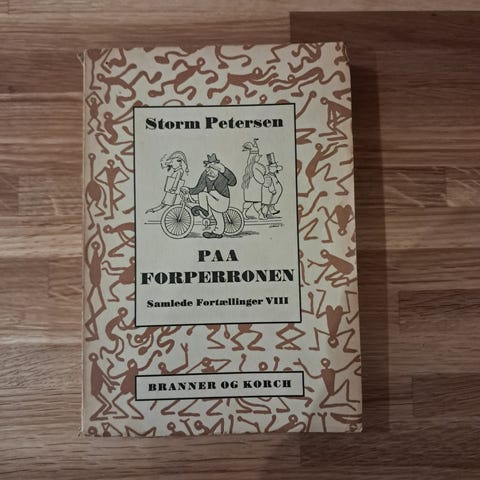 Storm Petersen
PAA
FORPERRONEN
Samlede Fortællinger VIII
BRANNER OG KORCH